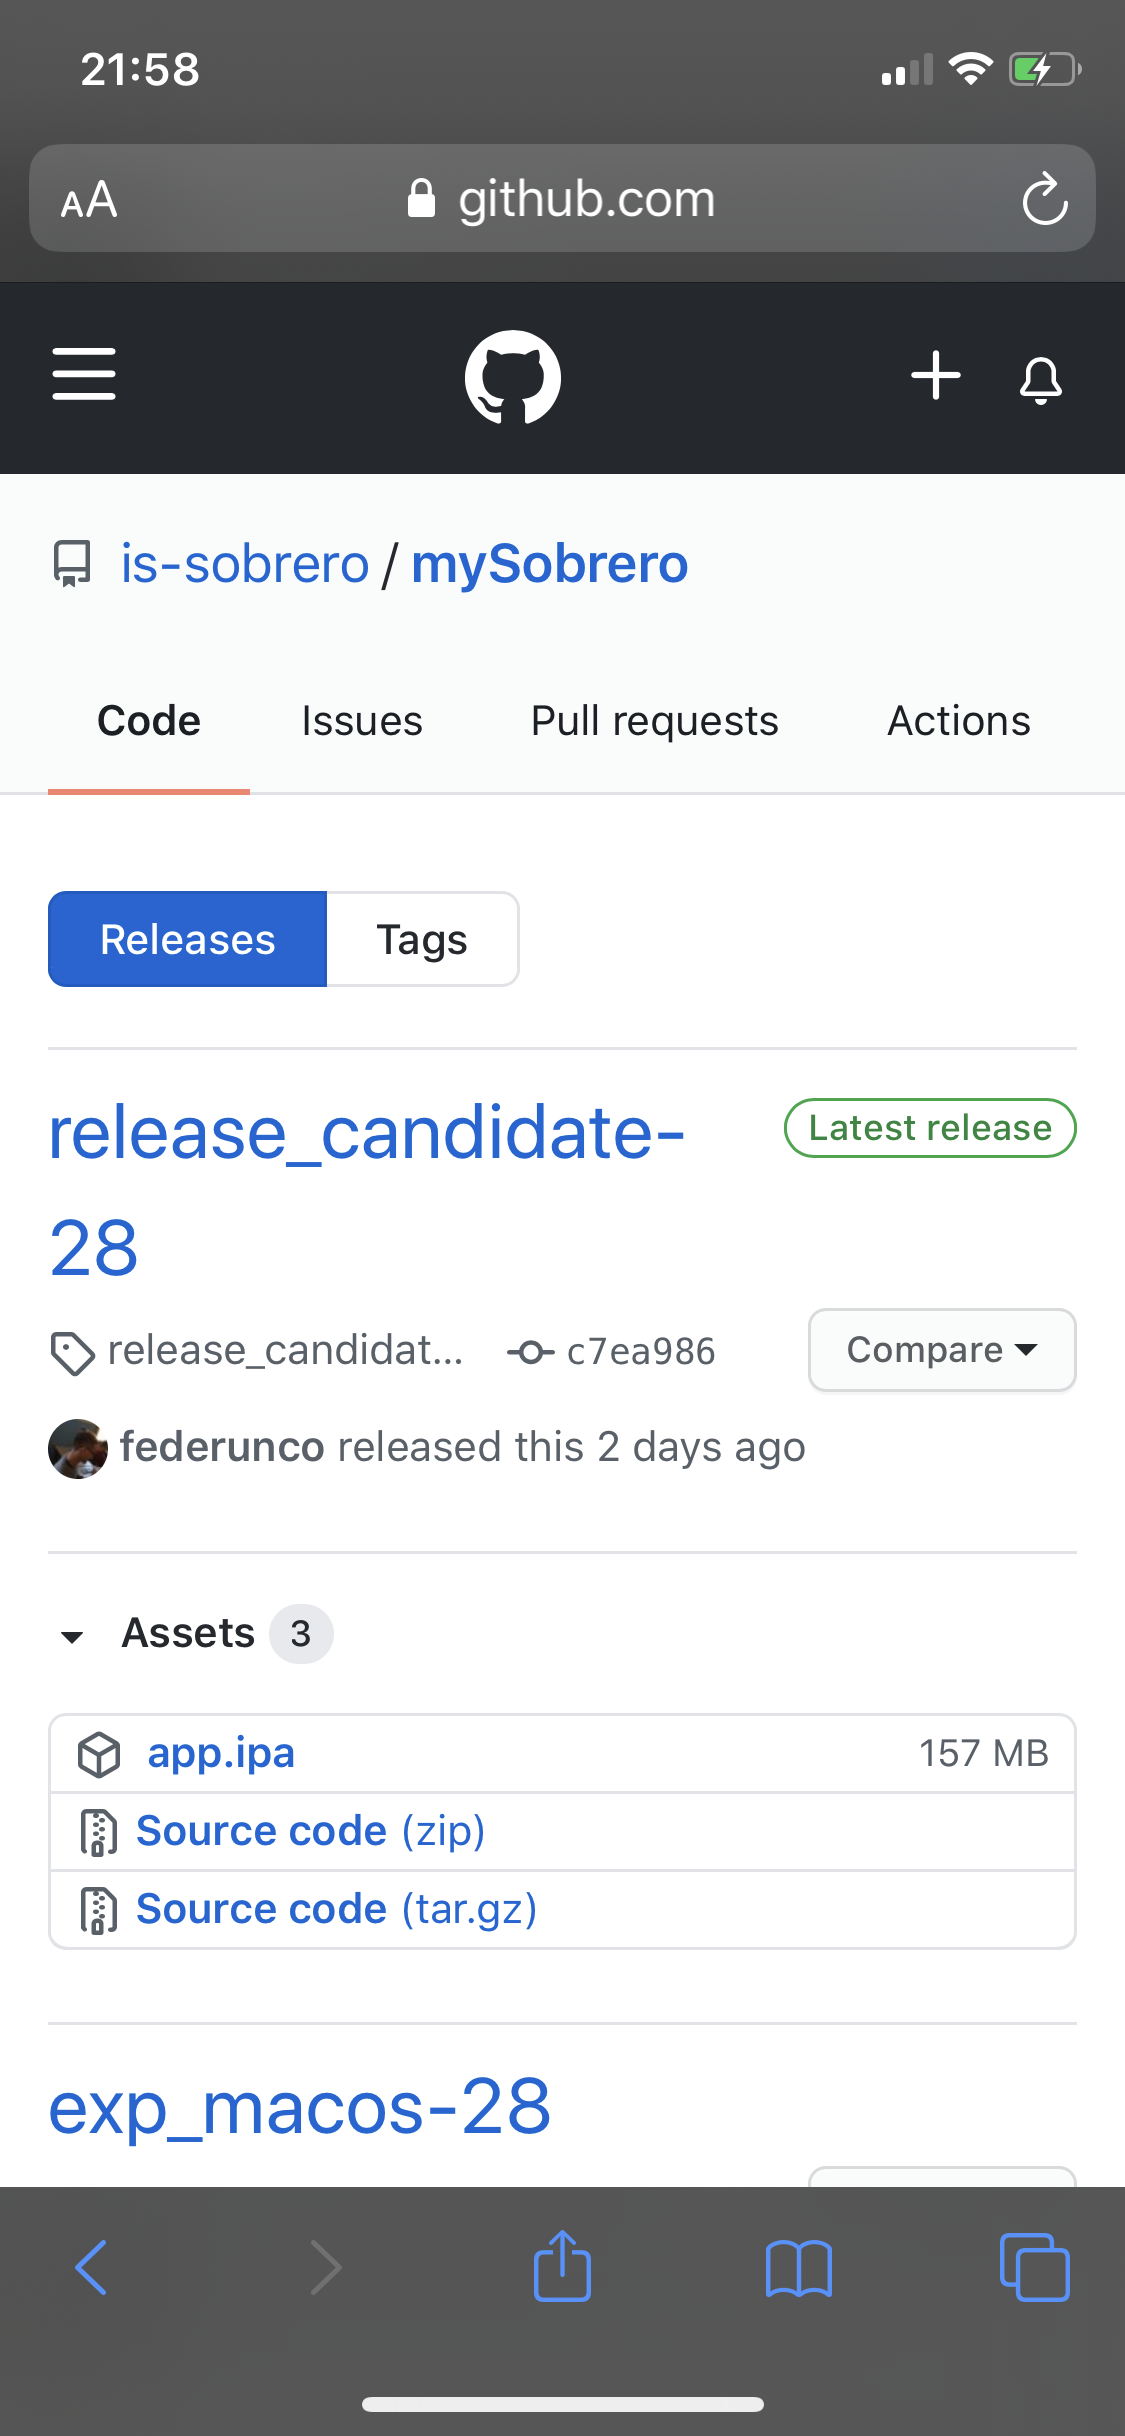 21:58
AA
github.com
is-sobrero / mySobrero
Code Issues Pull requests Actions
Releases Tags
release_candidate-
28
Latest release
release_candidat... c7ea986 Compare
federunco released this 2 days ago
Assets 3
app.ipa 157 MB
Source code (zip)
Source code (tar.gz)
exp_macos-28